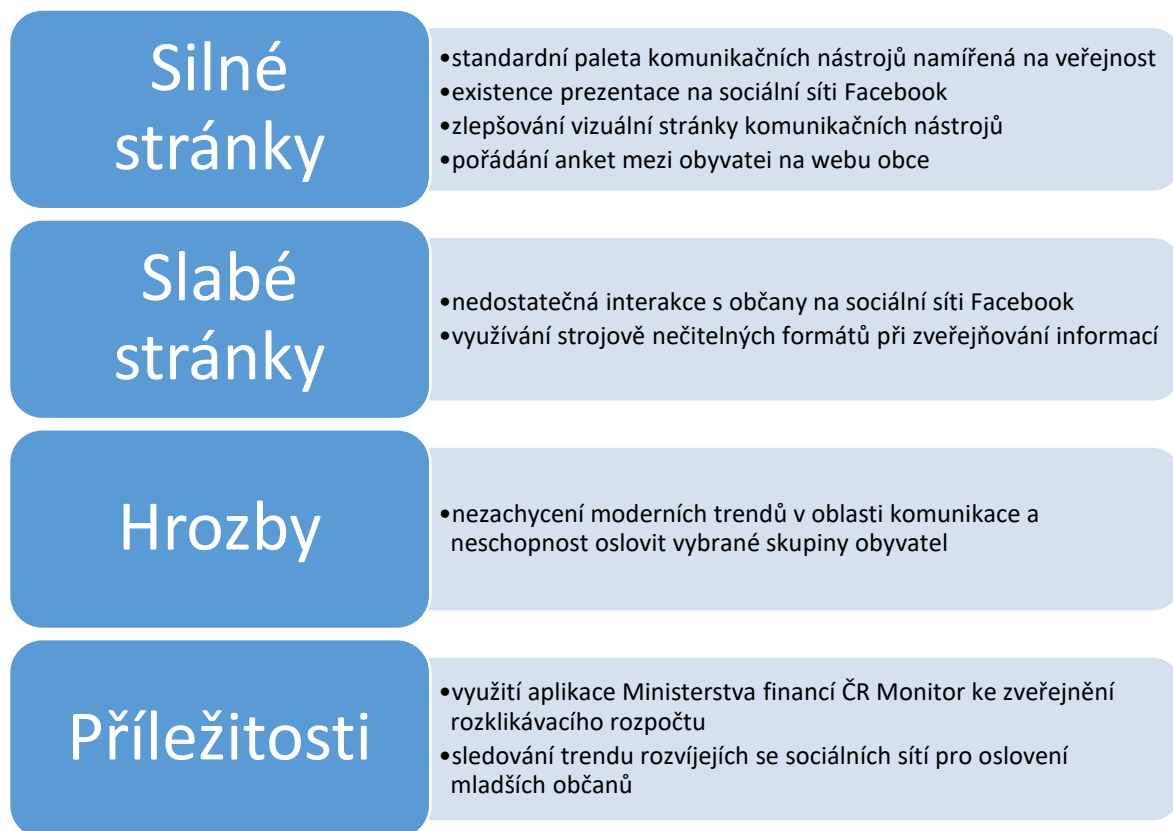 Silné
stránky
•standardní paleta komunikačních nástrojů namířená na veřejnost
•existence prezentace na sociální síti Facebook
•zlepšování vizuální stránky komunikačních nástrojů
•pořádání anket mezi obyvatei na webu obce
Slabé
stránky
•nedostatečná interakce s občany na sociální síti Facebook
•využívání strojově nečitelných formátů při zveřejňování informací
Hrozby
•nezachycení moderních trendů v oblasti komunikace a
neschopnost oslovit vybrané skupiny obyvatel
Příležitosti
•využití aplikace Ministerstva financí ČR Monitor ke zveřejnění
rozklikávacího rozpočtu
•sledování trendu rozvíjejích se sociálních sítí pro oslovení
mladších občanů